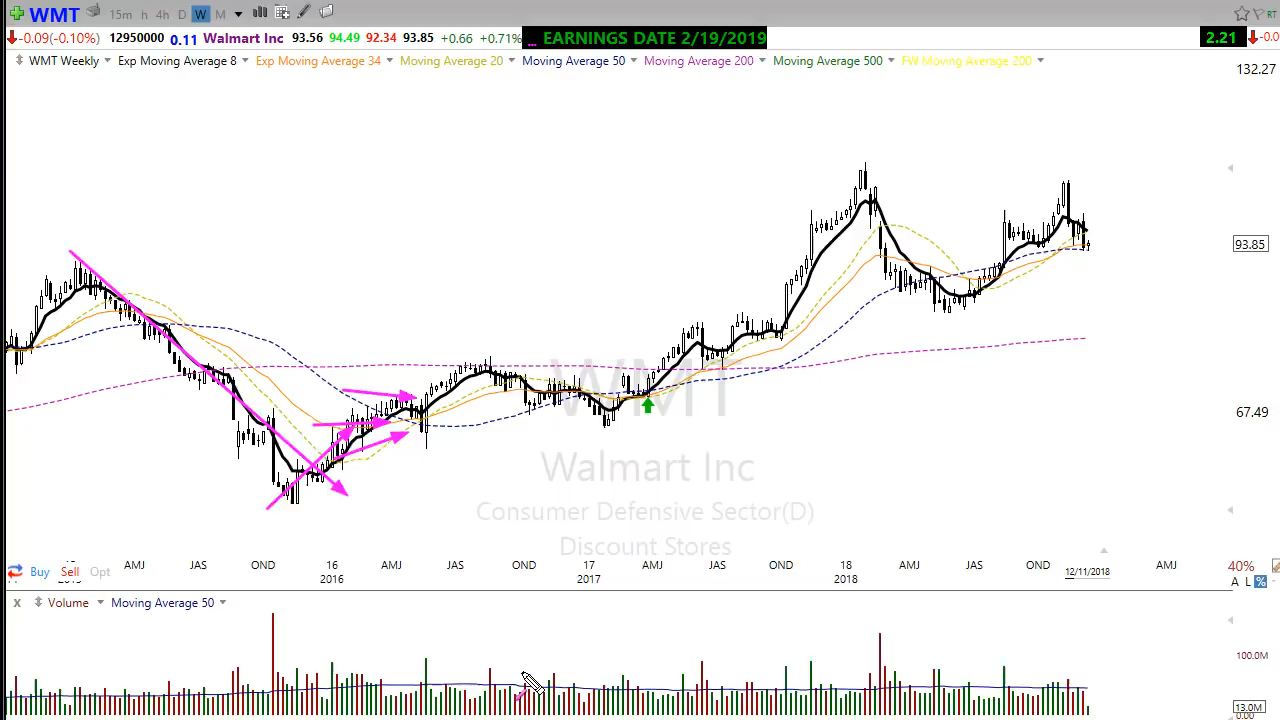 WMT 15m h 4h D W M RT
-0.09(-0.10%) 12950000 0.11 Walmart Inc 93.56 94.49 92.34 93.85 +0.66 +0.71% ... EARNINGS DATE 2/19/2019 2.21 -0.0
WMT Weekly Exp Moving Average 8 Exp Moving Average 34 Moving Average 20 Moving Average 50 Moving Average 200 Moving Average 500 FW Moving Average 200
132.27
93.85
WMT
67.49
Walmart Inc
Consumer Defensive Sector(D)
Discount Stores
AMJ JAS OND 16 AMJ JAS OND 17 AMJ JAS OND 18 AMJ JAS OND AMJ 40%
Buy Sell Opt 2016 2017 2018 12/11/2018 A L %
X Volume Moving Average 50
100.0M
13.0M
0.00